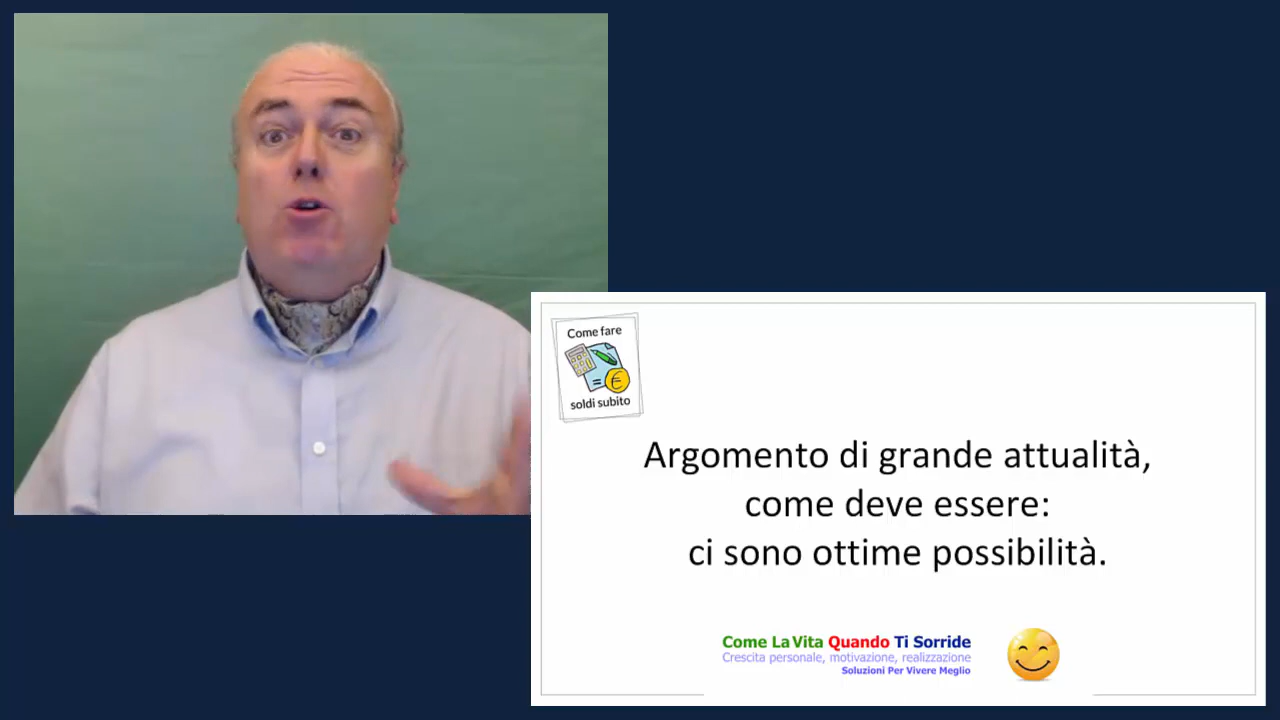 Come fare
soldi subito
Argomento di grande attualità,
come deve essere:
ci sono ottime possibilità.
Come La Vita Quando Ti Sorride
Crescita personale, motivazione, realizzazione
Soluzioni Per Vivere Meglio